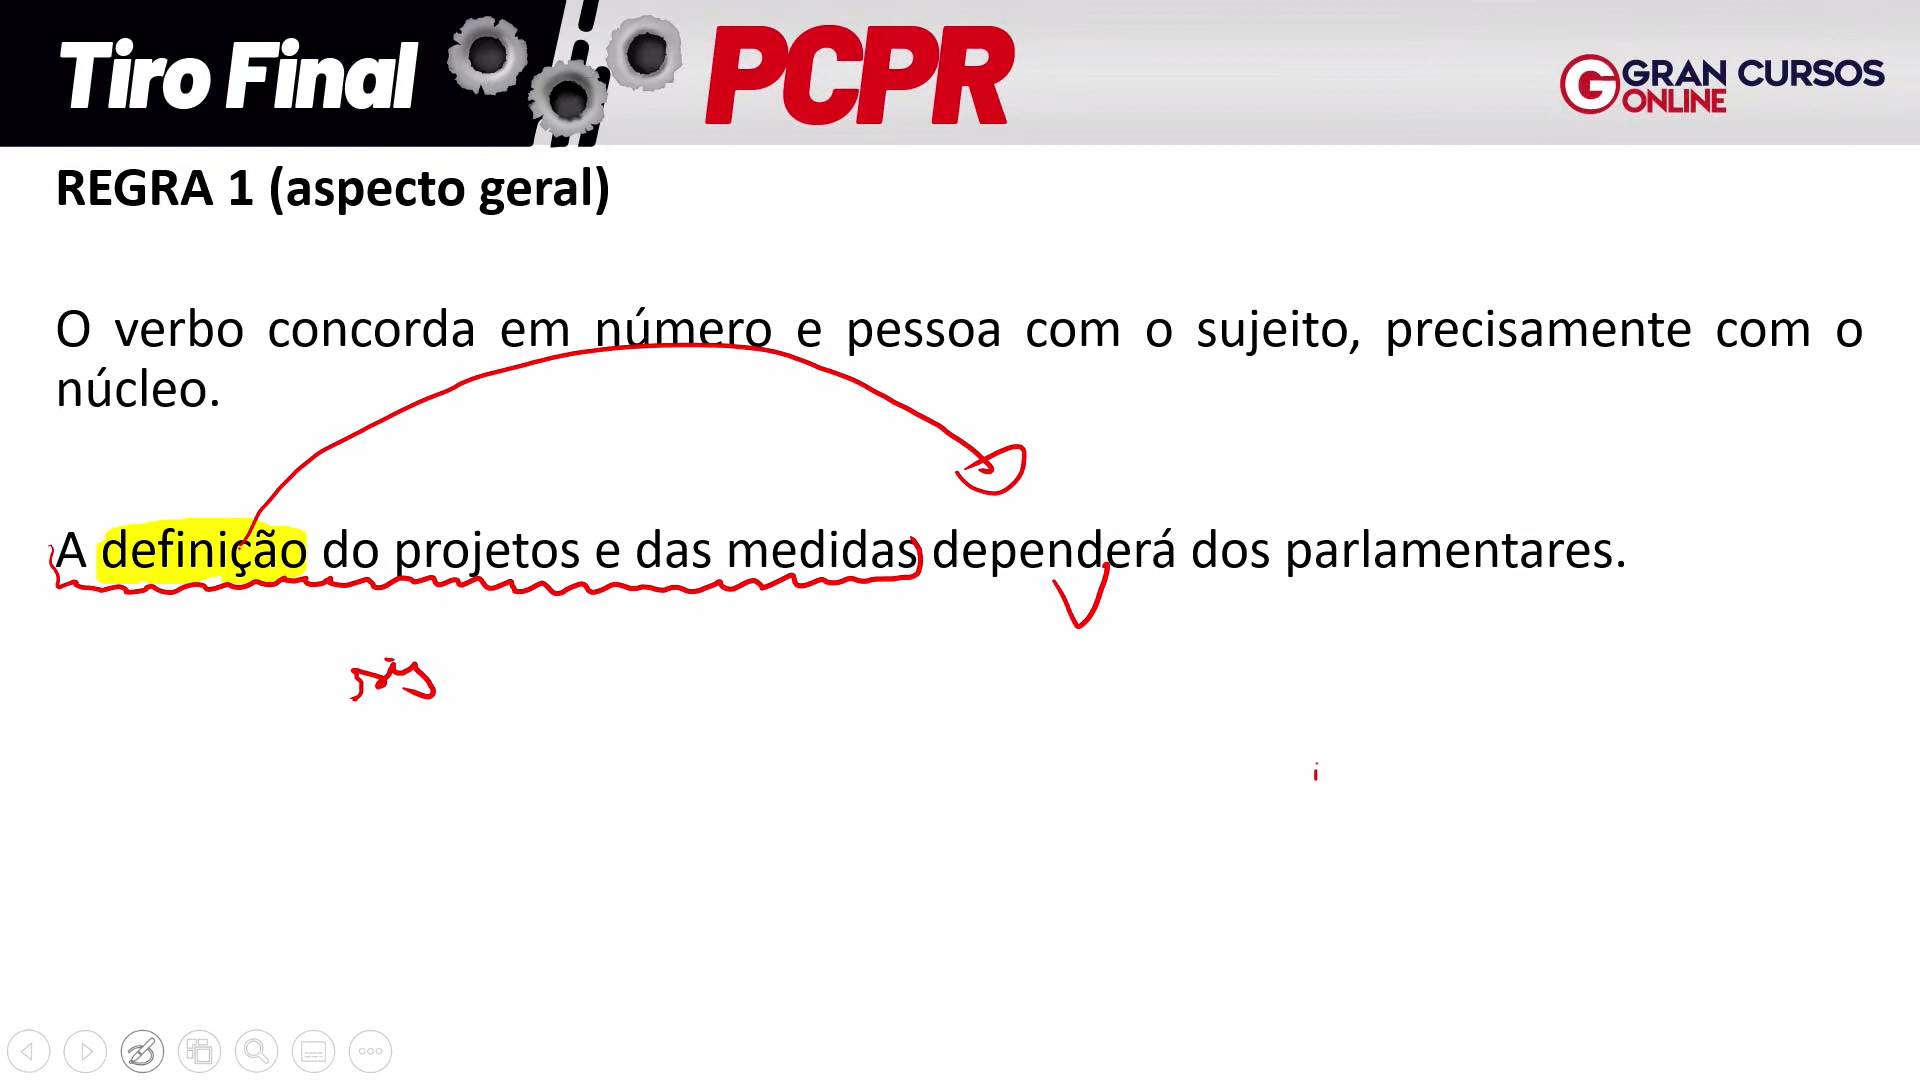 Tiro Final PCPR
GRAN CURSOS
ONLINE
REGRA 1 (aspecto geral)
O verbo concorda em número e pessoa com o sujeito, precisamente com o
núcleo.
A definição do projetos e das medidas dependerá dos parlamentares.